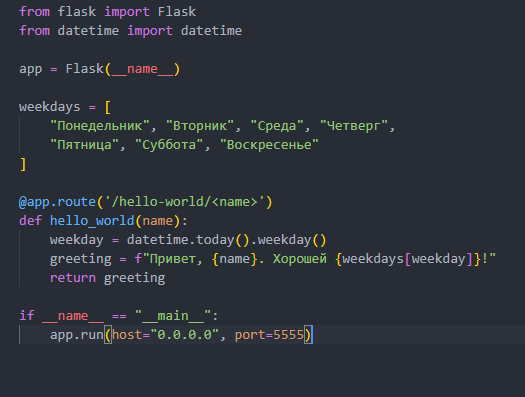 from flask import Flask
from datetime import datetime

app = Flask(__name__)

weekdays = [
    "Понедельник", "Вторник", "Среда", "Четверг",
    "Пятница", "Суббота", "Воскресенье"
]

@app.route('/hello-world/<name>')
def hello_world(name):
    weekday = datetime.today().weekday()
    greeting = f"Привет, {name}. Хорошей {weekdays[weekday]}!"
    return greeting

if __name__ == "__main__":
    app.run(host="0.0.0.0", port=5555)